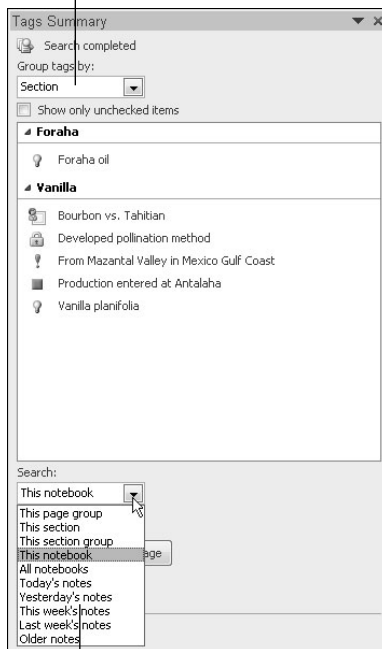 Tags Summary
Search completed
Group tags by:
Section
Show only unchecked items
Foraha
Foraha oil
Vanilla
Bourbon vs. Tahitian
Developed pollination method
From Mazantal Valley in Mexico Gulf Coast
Production entered at Antalaha
Vanilla planifolia
Search:
This notebook
This page group
This section
This section group
This notebook
All notebooks
Today's notes
Yesterday's notes
This week's notes
Last week's notes
Older notes